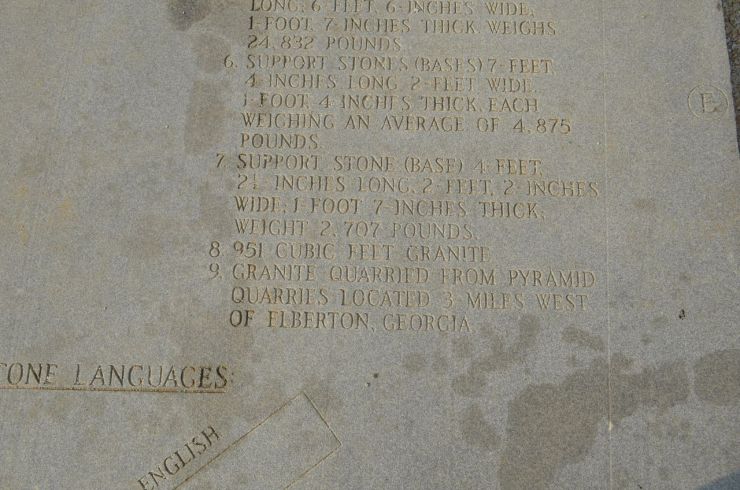 LONG; 6-FEET, 6-INCHES WIDE;
1-FOOT, 7-INCHES THICK WEIGHS
24,832 POUNDS.
6. SUPPORT STONES (BASES) 7-FEET,
4-INCHES LONG 2-FEET WIDE.
1-FOOT, 4-INCHES THICK, EACH
WEIGHING AN AVERAGE OF 4,875
POUNDS.
7. SUPPORT STONE (BASE) 4-FEET,
2½-INCHES LONG, 2-FEET, 2-INCHES
WIDE, 1-FOOT 7-INCHES THICK,
WEIGHT 2,707 POUNDS.
8. 951 CUBIC FEET GRANITE
9. GRANITE QUARRIED FROM PYRAMID
QUARRIES LOCATED 3-MILES WEST
OF ELBERTON, GEORGIA.
E
LANGUAGES:
ENGLISH